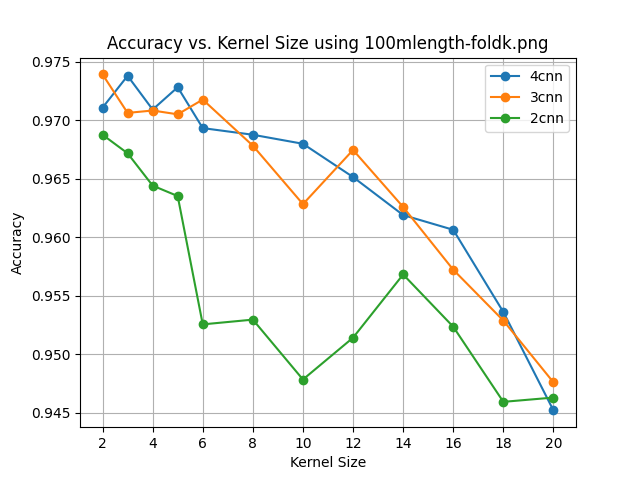 Accuracy vs. Kernel Size using 100mlength-foldk.png
4cnn
3cnn
2cnn
0.975
0.970
0.965
0.960
0.955
0.950
0.945
Accuracy
2 4 6 8 10 12 14 16 18 20
Kernel Size